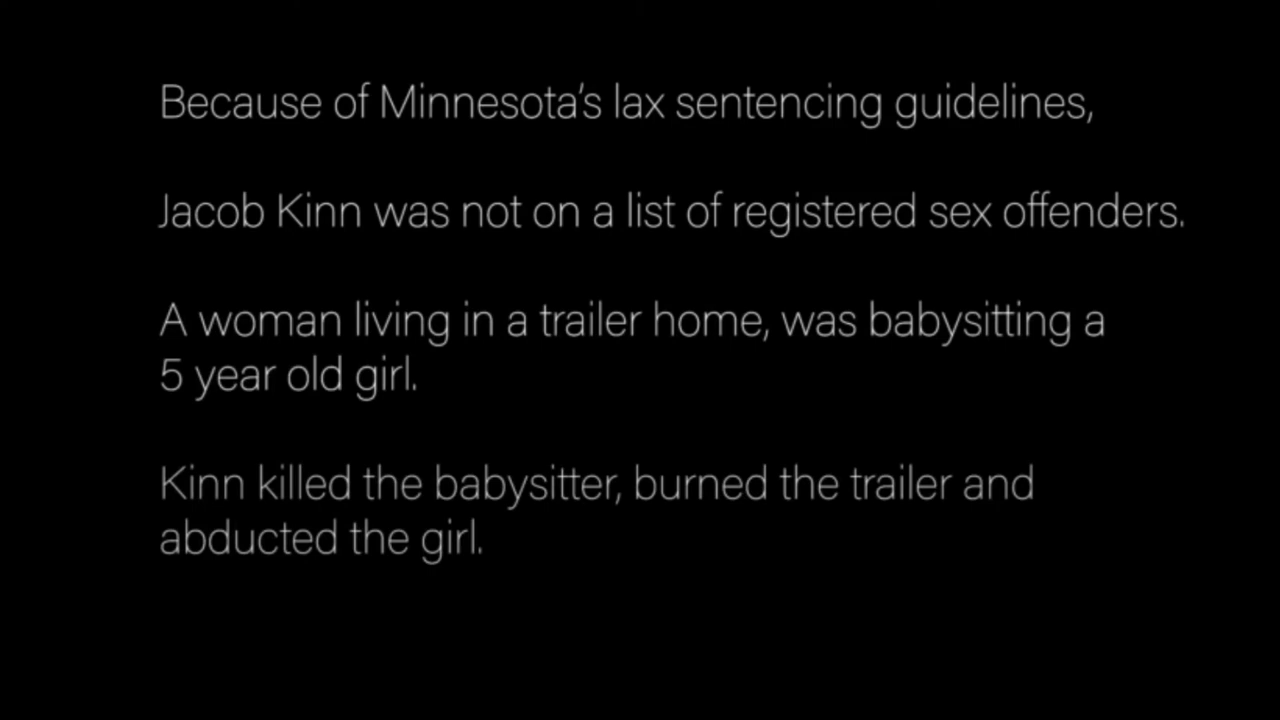 Because of Minnesota's lax sentencing guidelines,
Jacob Kinn was not on a list of registered sex offenders.
A woman living in a trailer home, was babysitting a
5 year old girl.
Kinn killed the babysitter, burned the trailer and
abducted the girl.